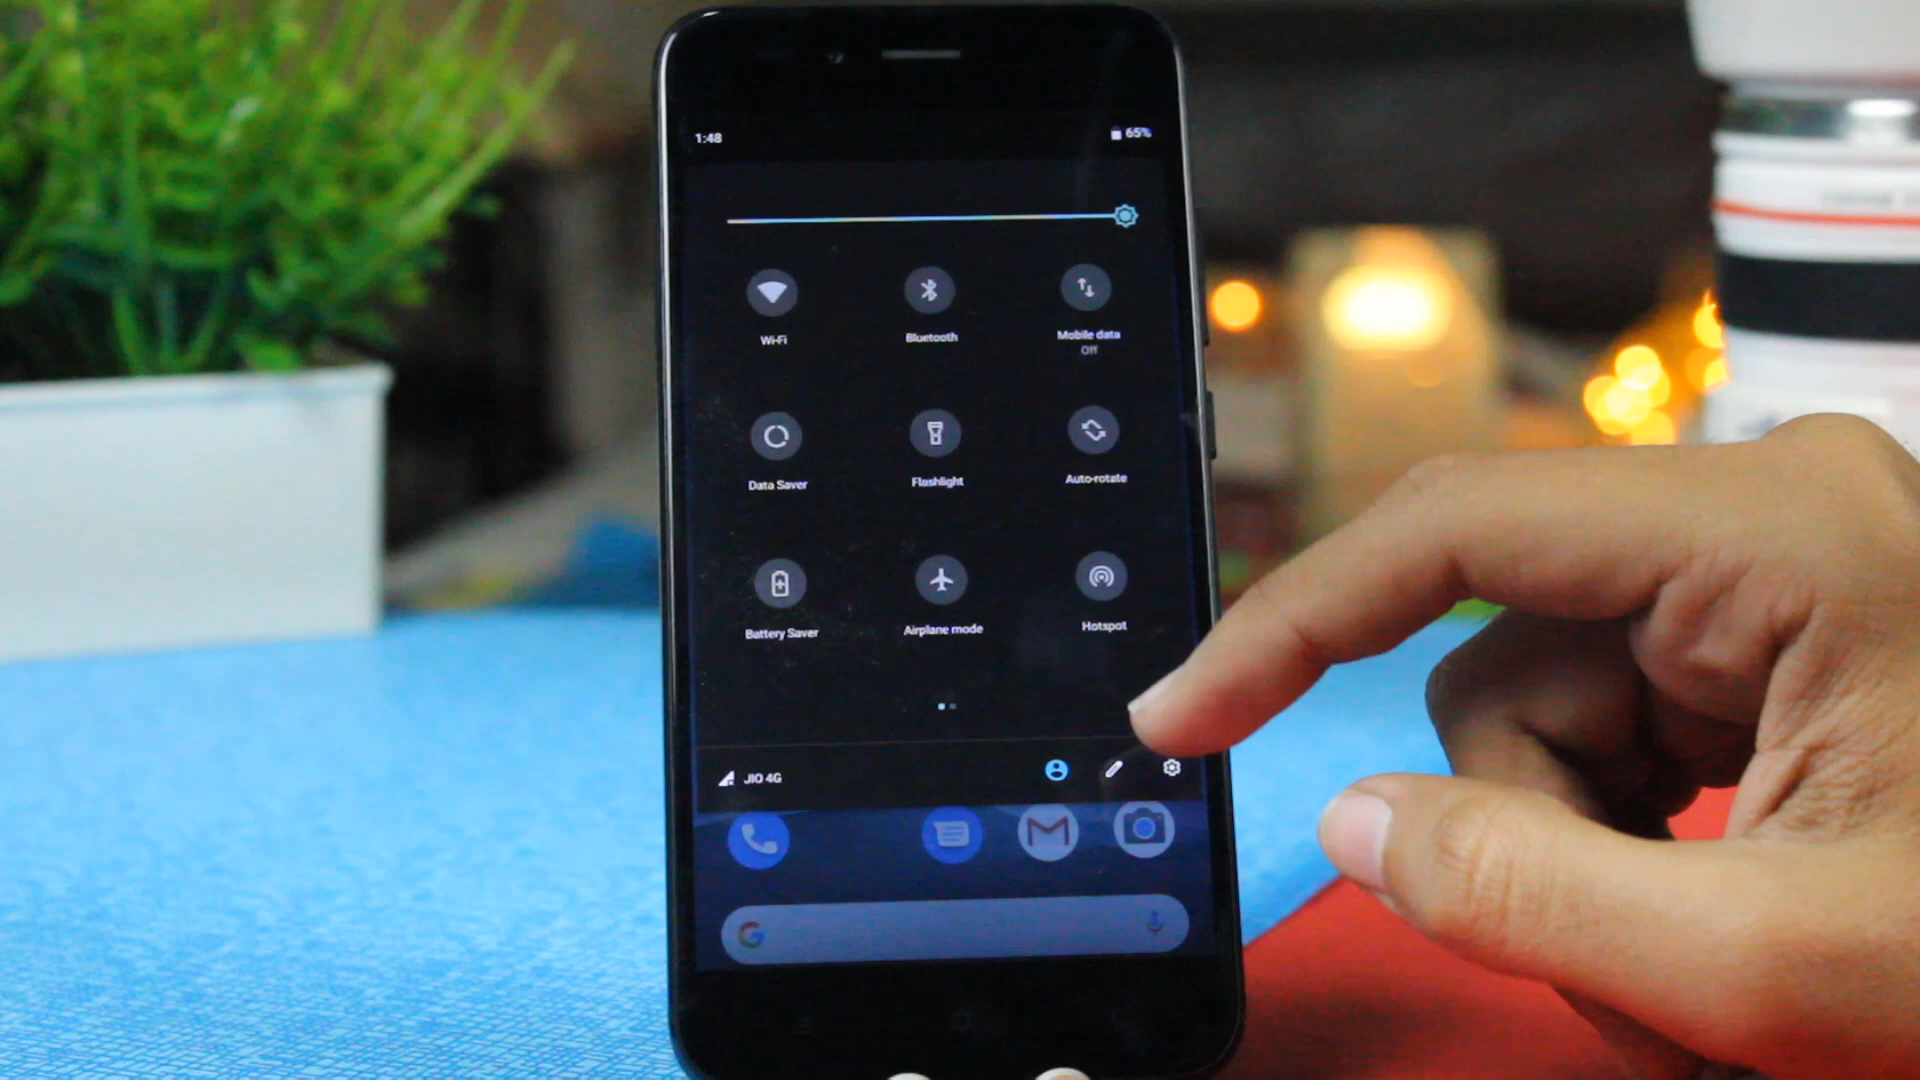 1:48 65%
Wi-Fi Bluetooth Mobile data
Off
Data Saver Flashlight Auto-rotate
Battery Saver Airplane mode Hotspot
JIO 4G